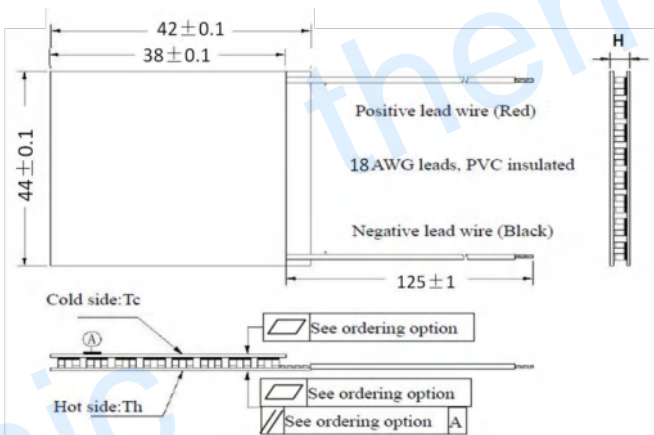 42±0.1
38±0.1
H
44±0.1
Positive lead wire (Red)
18 AWG leads, PVC insulated
Negative lead wire (Black)
125±1
Cold side:Tc
A
See ordering option
See ordering option
Hot side:Th
See ordering option A